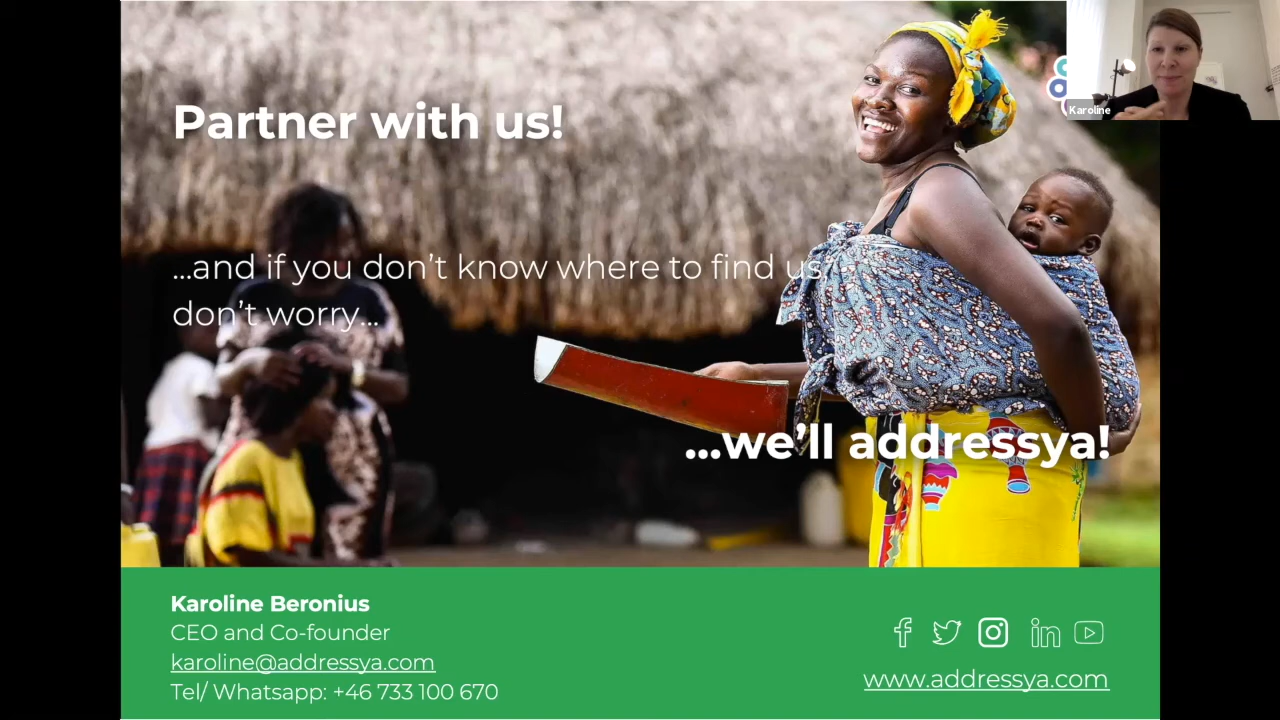 Karoline
Partner with us!
...and if you don't know where to find us,
don't worry...
...we'll addressya!
Karoline Beronius
CEO and Co-founder
karoline@addressya.com
Tel/ Whatsapp: +46 733 100 670
www.addressya.com